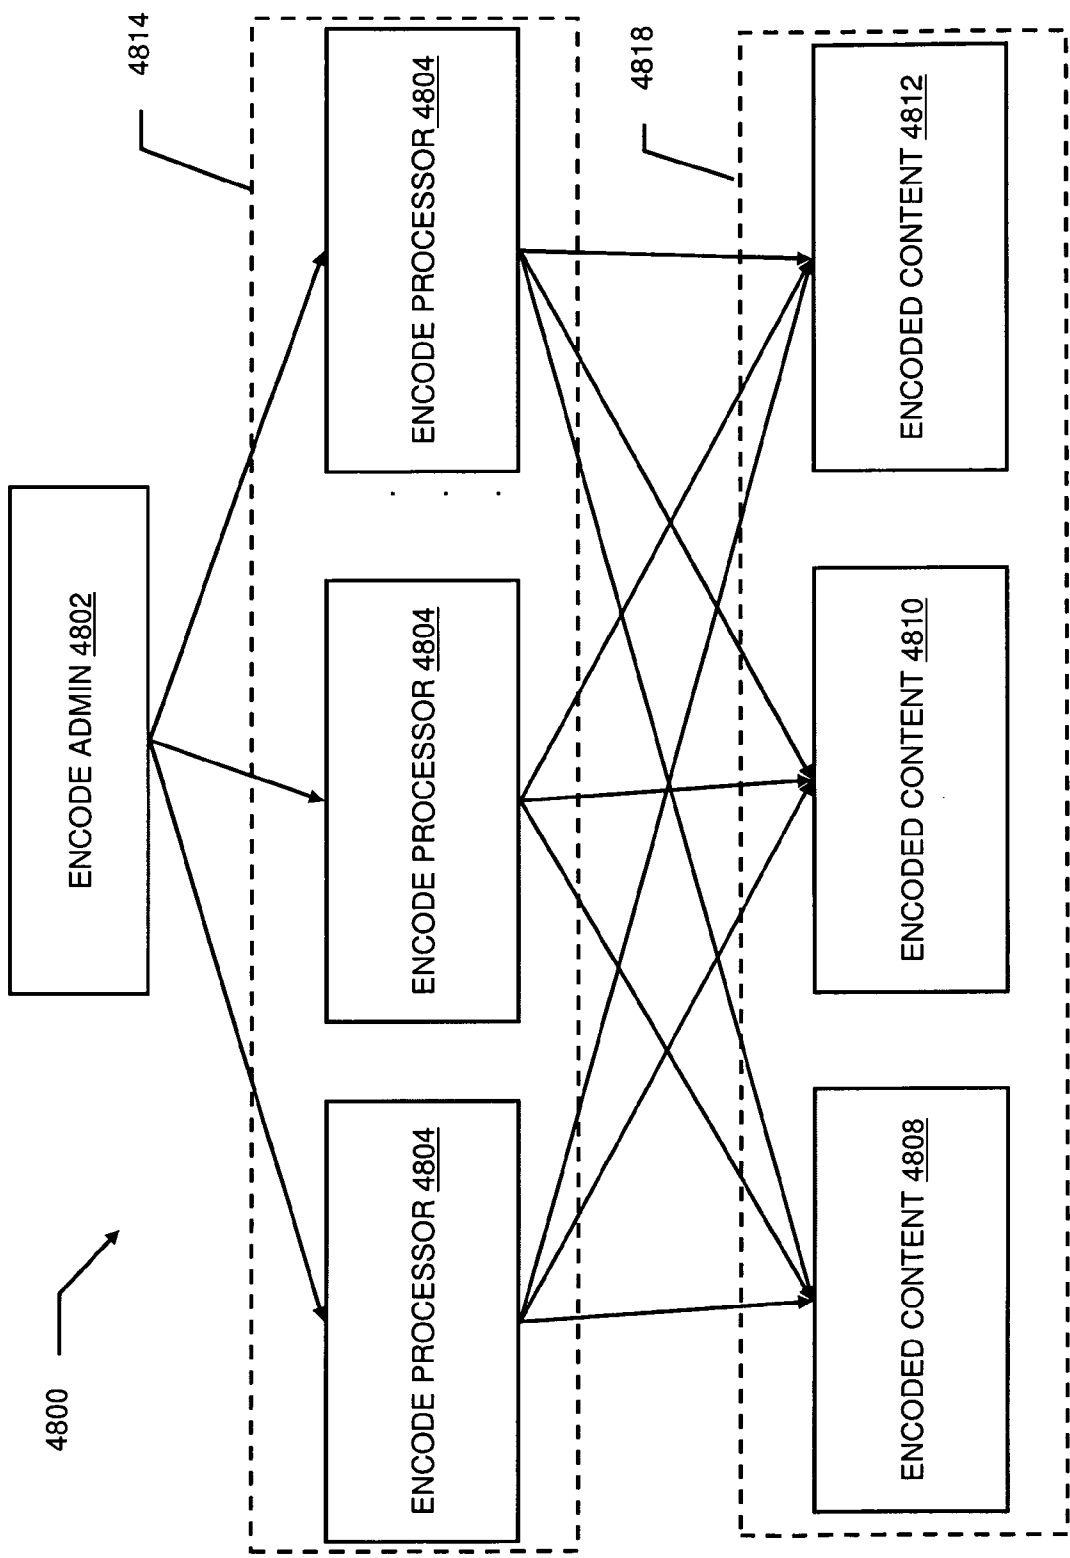 4800
ENCODE ADMIN 4802
4814
ENCODE PROCESSOR 4804
ENCODE PROCESSOR 4804
. . .
ENCODE PROCESSOR 4804
4818
ENCODED CONTENT 4808
ENCODED CONTENT 4810
ENCODED CONTENT 4812